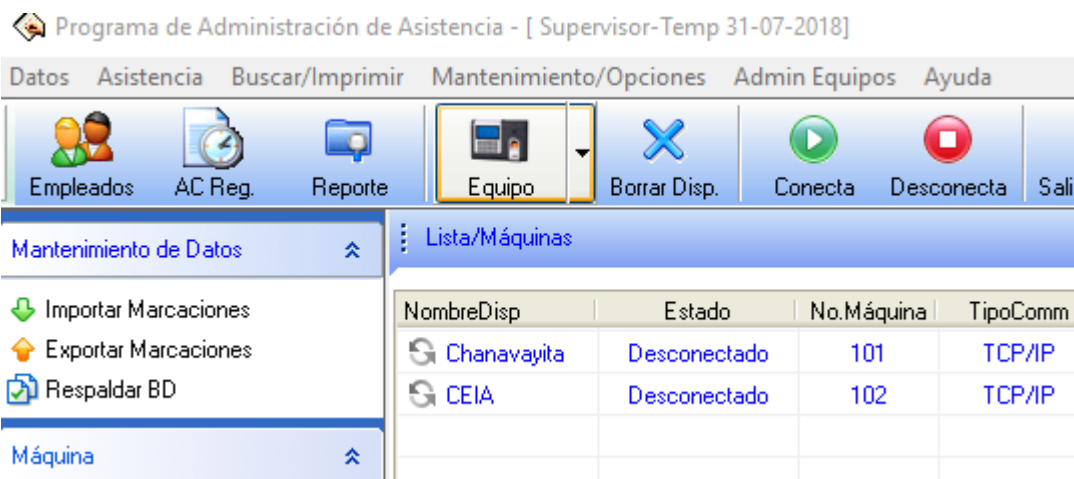 Programa de Administración de Asistencia - [ Supervisor-Temp 31-07-2018]
Datos Asistencia Buscar/Imprimir Mantenimiento/Opciones Admin Equipos Ayuda
Empleados AC Reg. Reporte Equipo Borrar Disp. Conecta Desconecta Sali
Mantenimiento de Datos
Importar Marcaciones
Exportar Marcaciones
Respaldar BD
Máquina
Lista/Máquinas
NombreDisp Estado No.Máquina TipoComm
Chanavayita Desconectado 101 TCP/IP
CEIA Desconectado 102 TCP/IP